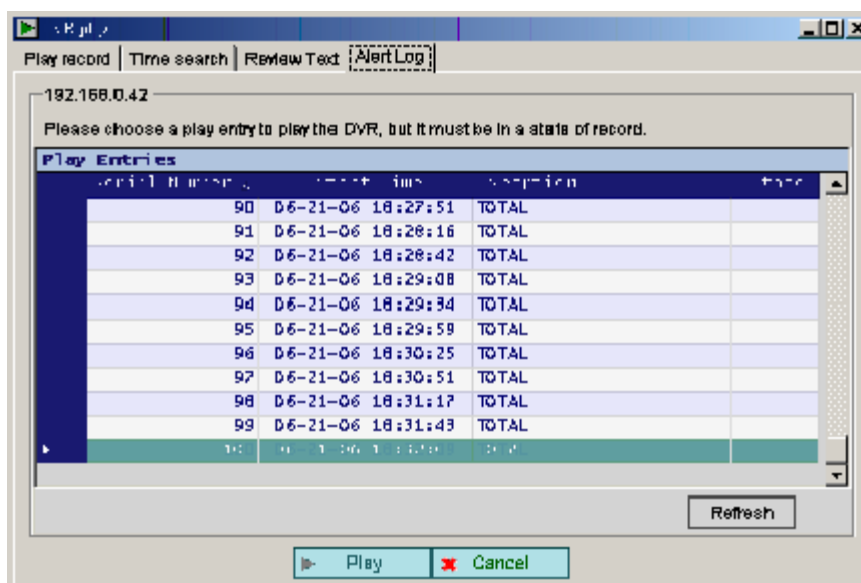 Play record Time search Review Text Alert Log
192.168.0.42
Please choose a play entry to play the DVR, but it must be in a state of record.
Play Entries
90 06-21-06 18:27:51 TOTAL
91 06-21-06 18:28:16 TOTAL
92 06-21-06 18:28:42 TOTAL
93 06-21-06 18:29:08 TOTAL
94 06-21-06 18:29:34 TOTAL
95 06-21-06 18:29:59 TOTAL
96 06-21-06 18:30:25 TOTAL
97 06-21-06 18:30:51 TOTAL
98 06-21-06 18:31:17 TOTAL
99 06-21-06 18:31:43 TOTAL
100
Refresh
Play Cancel